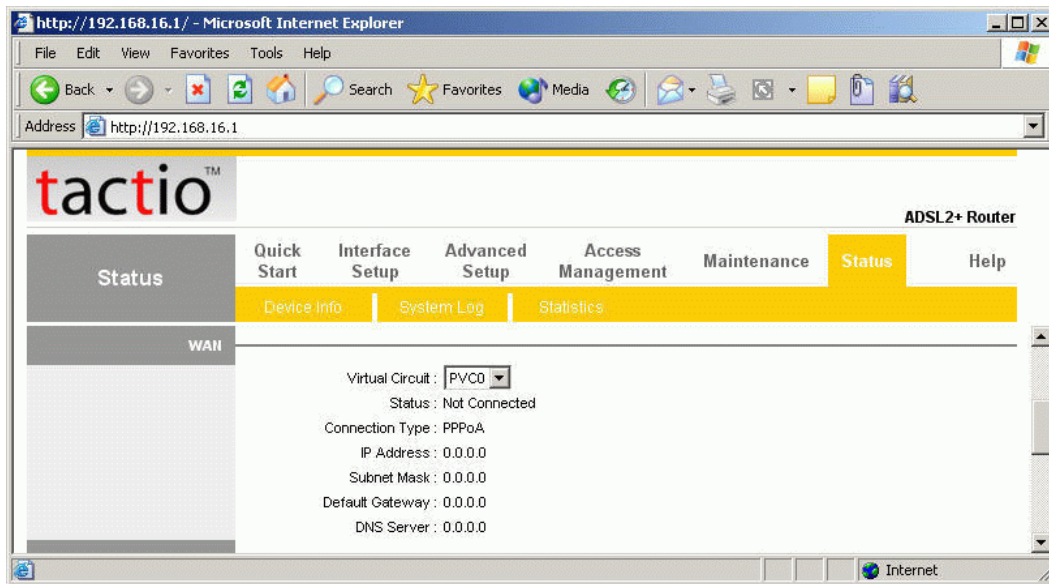 http://192.168.16.1/ - Microsoft Internet Explorer
File Edit View Favorites Tools Help
Back Search Favorites Media
Address http://192.168.16.1
tactio™
ADSL2+ Router
Status
Quick Start
Interface Setup
Advanced Setup
Access Management
Maintenance
Status
Help
Device Info System Log Statistics
WAN
Virtual Circuit : PVC0
Status : Not Connected
Connection Type : PPPoA
IP Address : 0.0.0.0
Subnet Mask : 0.0.0.0
Default Gateway : 0.0.0.0
DNS Server : 0.0.0.0
Internet